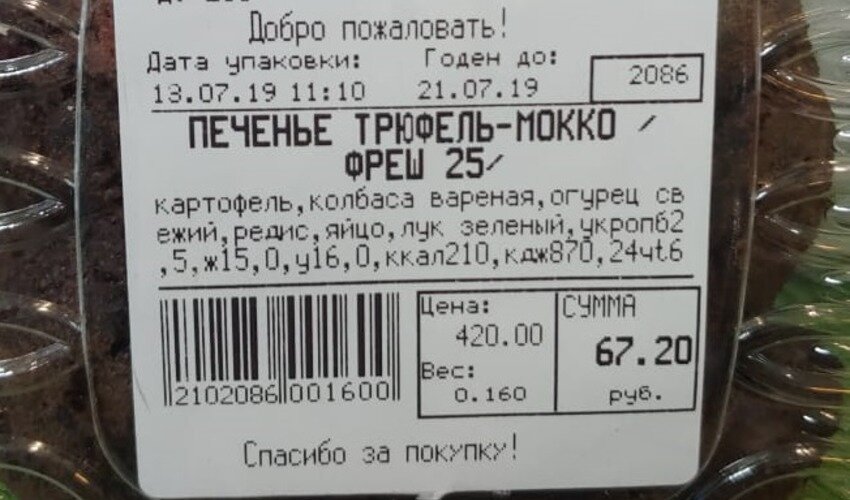 Добро пожаловать!
Дата упаковки: Годен до:
13.07.19 11:10 21.07.19 2086
ПЕЧЕНЬЕ ТРЮФЕЛЬ-МОККО /
ФРЕШ 25/
картофель,колбаса вареная,огурец св
ежий,редис,яйцо,лук зеленый,укропб2
,5,ж15,0,у16,0,ккал210,кдж870,24чt6
Цена: СУММА
420.00
67.20
Вес:
0.160 руб.
2102086 001600
Спасибо за покупку!